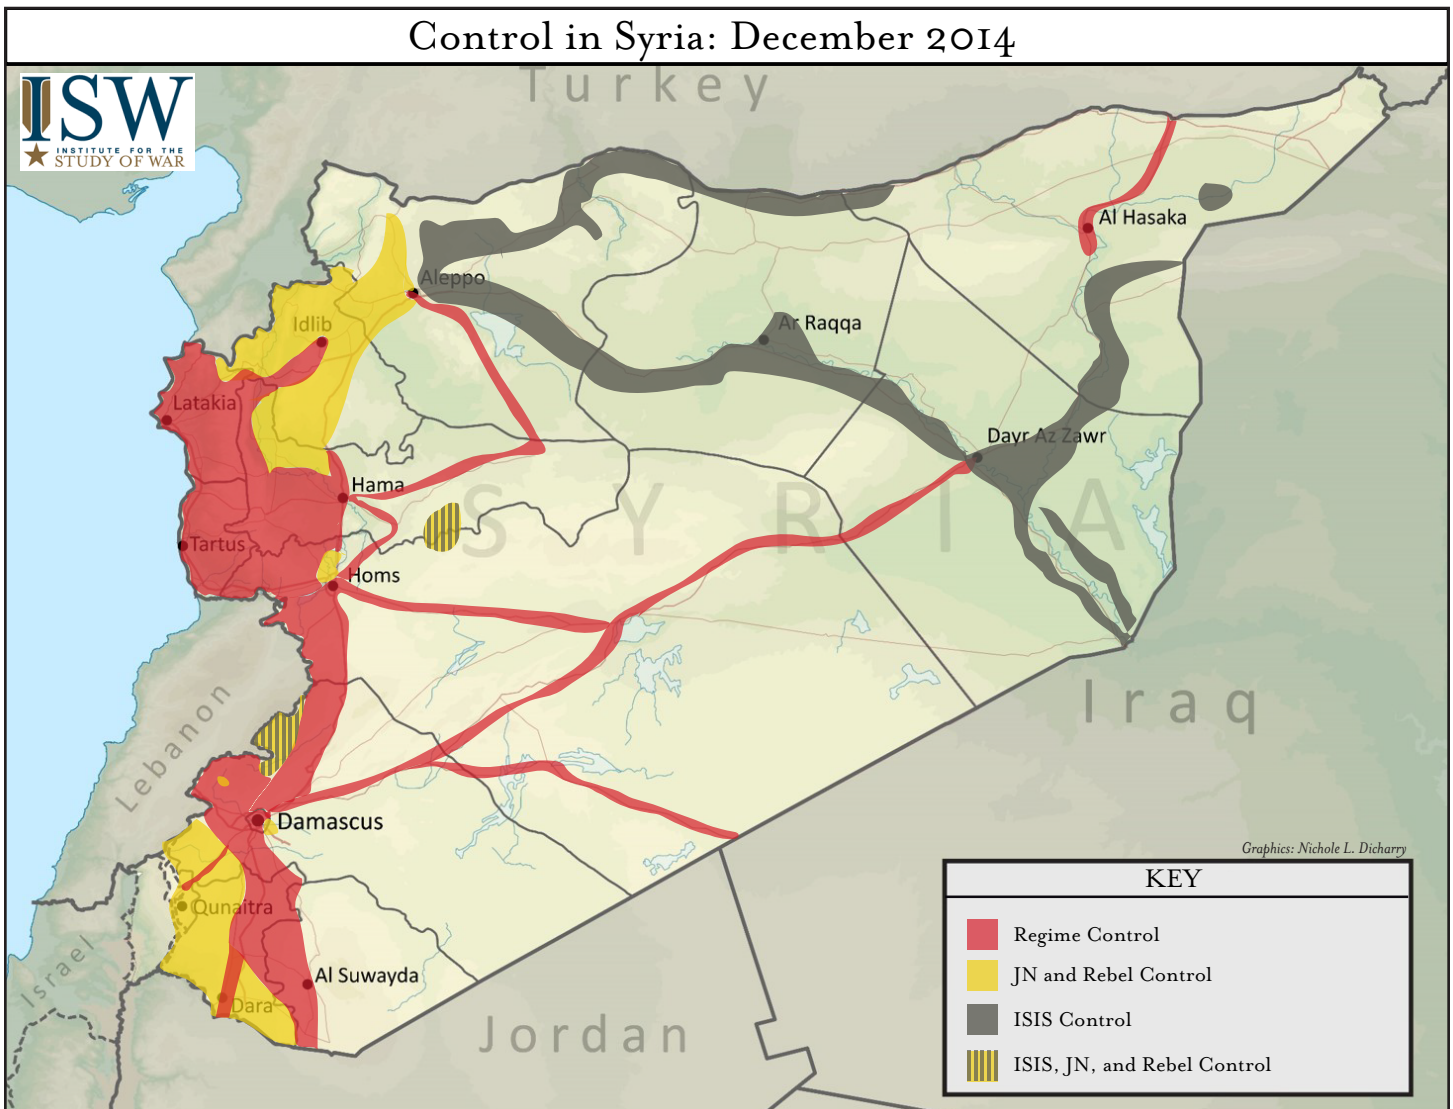 Control in Syria: December 2014
ISW
INSTITUTE FOR THE
STUDY OF WAR
Turkey
Al Hasaka
Aleppo
Idlib
Ar Raqqa
Latakia
Dayr Az Zawr
Hama
SYRIA
Tartus
Homs
Lebanon
Iraq
Damascus
Qunaitra
Israel
Al Suwayda
Dara
Jordan
Graphics: Nichole L. Dicharry
KEY
Regime Control
JN and Rebel Control
ISIS Control
ISIS, JN, and Rebel Control